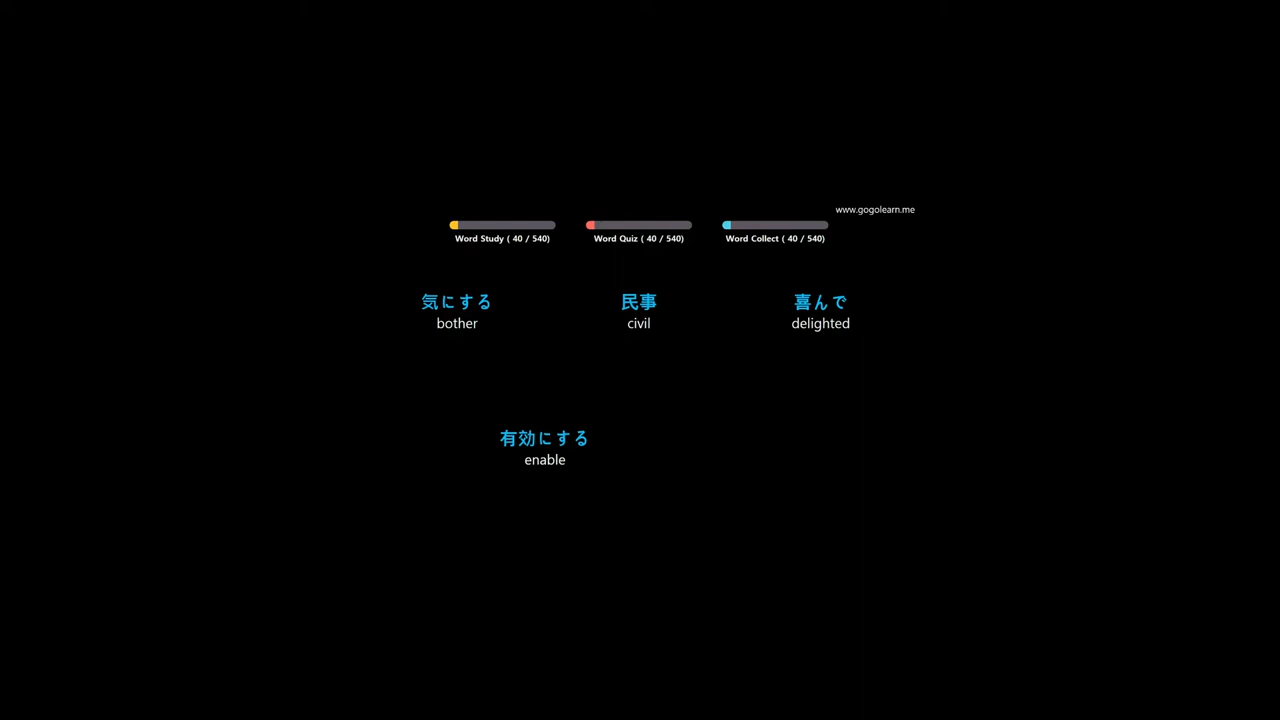 www.gogolearn.me
Word Study ( 40 / 540)
Word Quiz ( 40 / 540)
Word Collect ( 40 / 540)
気にする
bother
民事
civil
喜んで
delighted
有効にする
enable